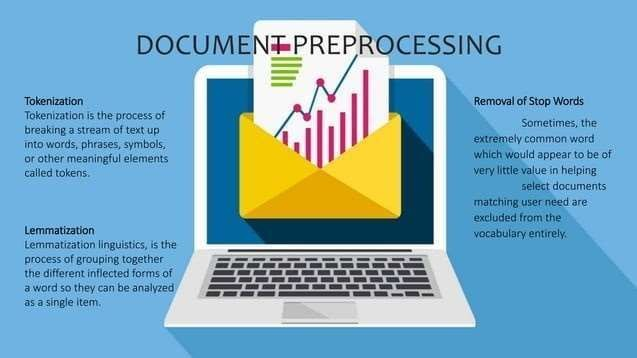 DOCUMENT PREPROCESSING
Tokenization
Tokenization is the process of
breaking a stream of text up
into words, phrases, symbols,
or other meaningful elements
called tokens.
Lemmatization
Lemmatization linguistics, is the
process of grouping together
the different inflected forms of
a word so they can be analyzed
as a single item.
Removal of Stop Words
Sometimes, the
extremely common word
which would appear to be of
very little value in helping
select documents
matching user need are
excluded from the
vocabulary entirely.